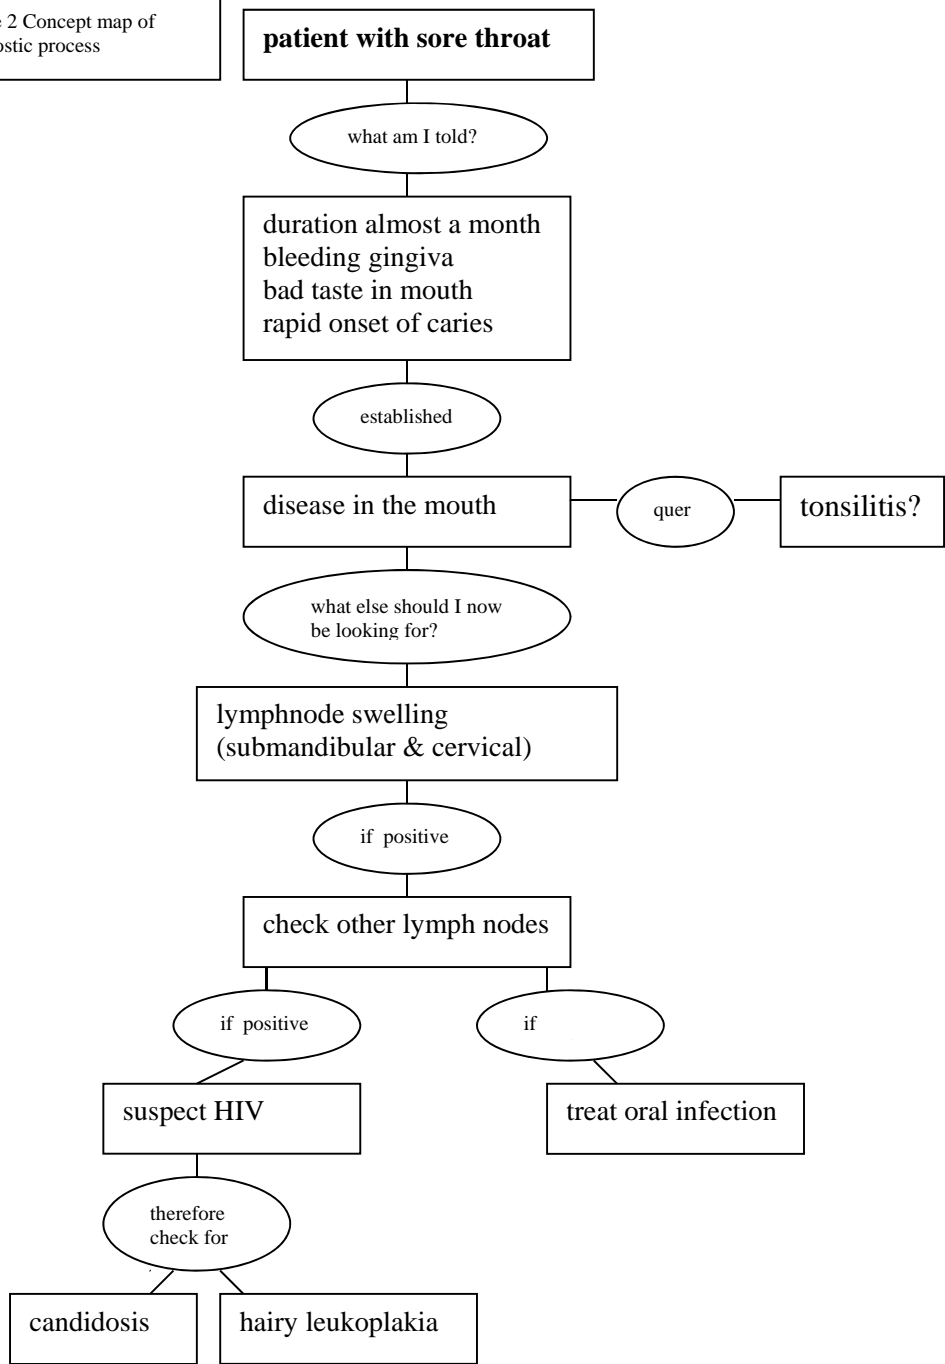 2 Concept map of
process
patient with sore throat
what am I told?
duration almost a month
bleeding gingiva
bad taste in mouth
rapid onset of caries
established
disease in the mouth
quer
tonsilitis?
what else should I now
be looking for?
lymphnode swelling
(submandibular & cervical)
if positive
check other lymph nodes
if positive
if
suspect HIV
treat oral infection
therefore
check for
candidosis
hairy leukoplakia